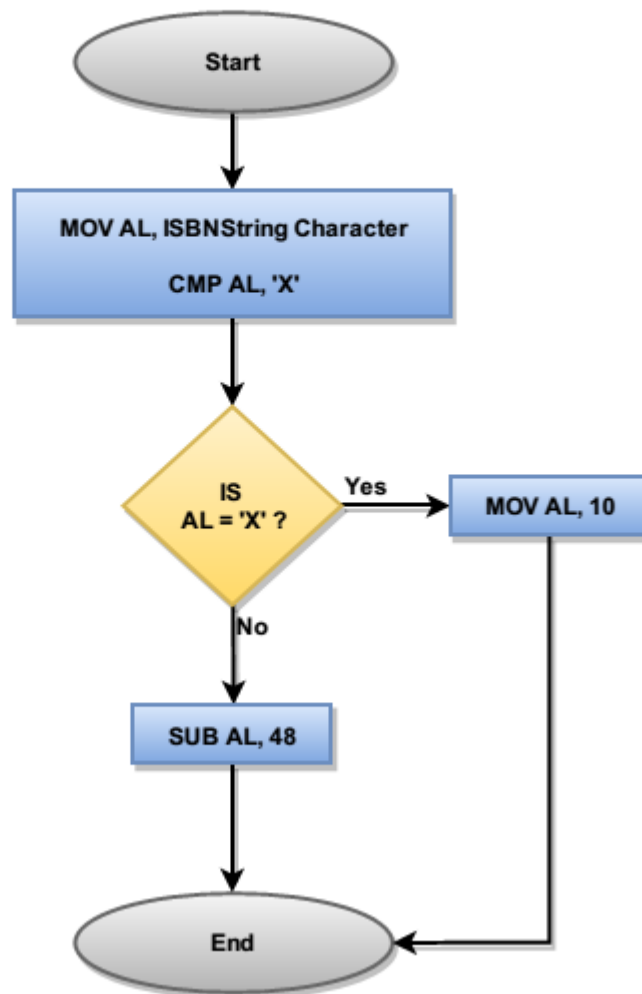 Start
MOV AL, ISBNString Character
CMP AL, 'X'
IS
AL = 'X' ?
Yes
MOV AL, 10
No
SUB AL, 48
End